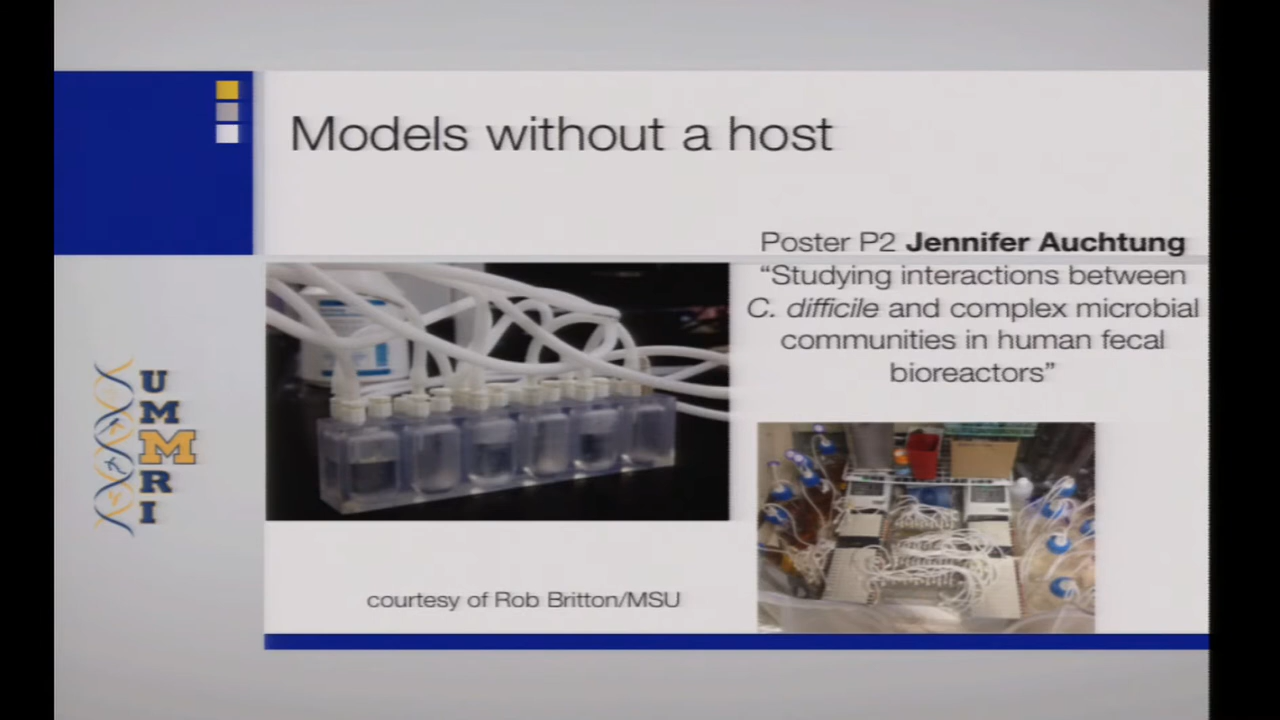 Models without a host
Poster P2 Jennifer Auchtung
“Studying interactions between
C. difficile and complex microbial
communities in human fecal
bioreactors”
UMMRI
courtesy of Rob Britton/MSU